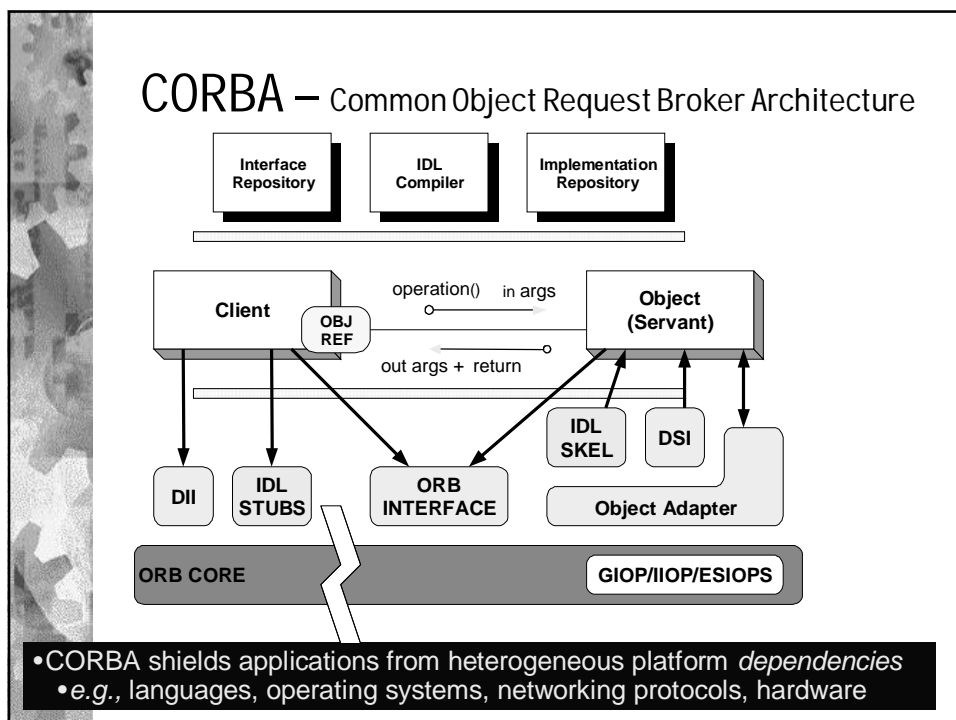 CORBA – Common Object Request Broker Architecture
Interface
Repository
IDL
Compiler
Implementation
Repository
Client
OBJ
REF
operation()
in args
out args + return
Object
(Servant)
DII
IDL
STUBS
ORB
INTERFACE
IDL
SKEL
DSI
Object Adapter
ORB CORE
GIOP/IIOP/ESIOPS
•CORBA shields applications from heterogeneous platform dependencies
•e.g., languages, operating systems, networking protocols, hardware